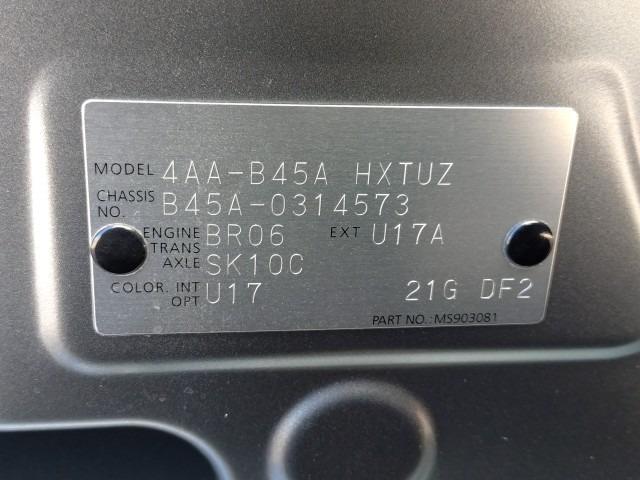 MODEL 4AA-B45A HXTUZ
CHASSIS NO. B45A-0314573
ENGINE BR06 EXT U17A
TRANS AXLE SK10C
COLOR. INT OPT U17 21G DF2
PART NO.:MS903081